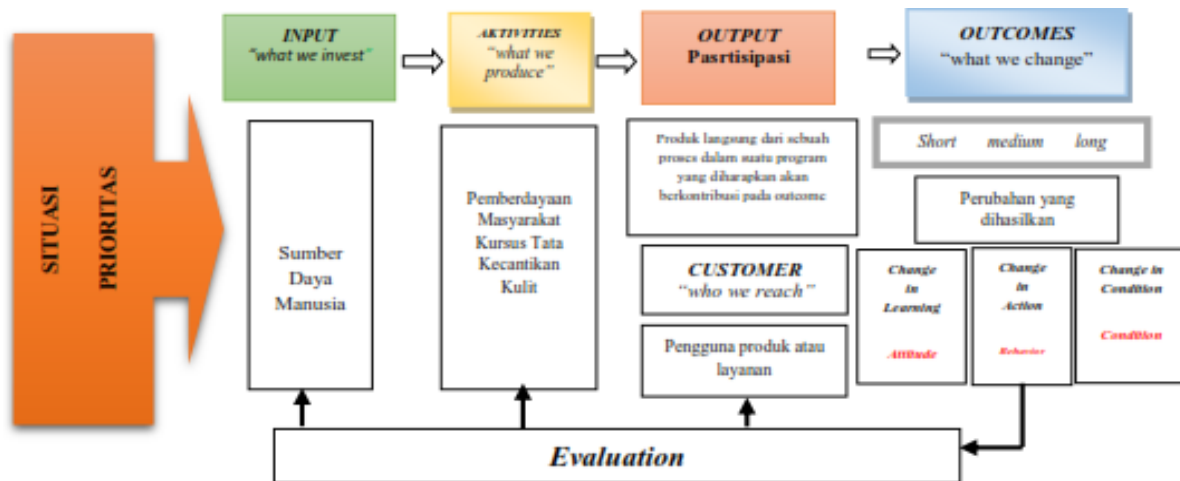 SITUASI
PRIORITAS
INPUT
"what we invest"
AKTIVITIES
"what we
produce"
OUTPUT
Pasrtisipasi
OUTCOMES
"what we change"
Sumber
Daya
Manusia
Pemberdayaan
Masyarakat
Kursus Tata
Kecantikan
Kulit
Produk langsung dari sebuah
proses dalam suatu program
yang diharapkan akan
berkontribusi pada outcome
CUSTOMER
"who we reach"
Pengguna produk atau
layanan
Short medium long
Perubahan yang
dihasilkan
Change
in
Learning
Attitude
Change
in
Action
Behavior
Change in
Condition
Condition
Evaluation